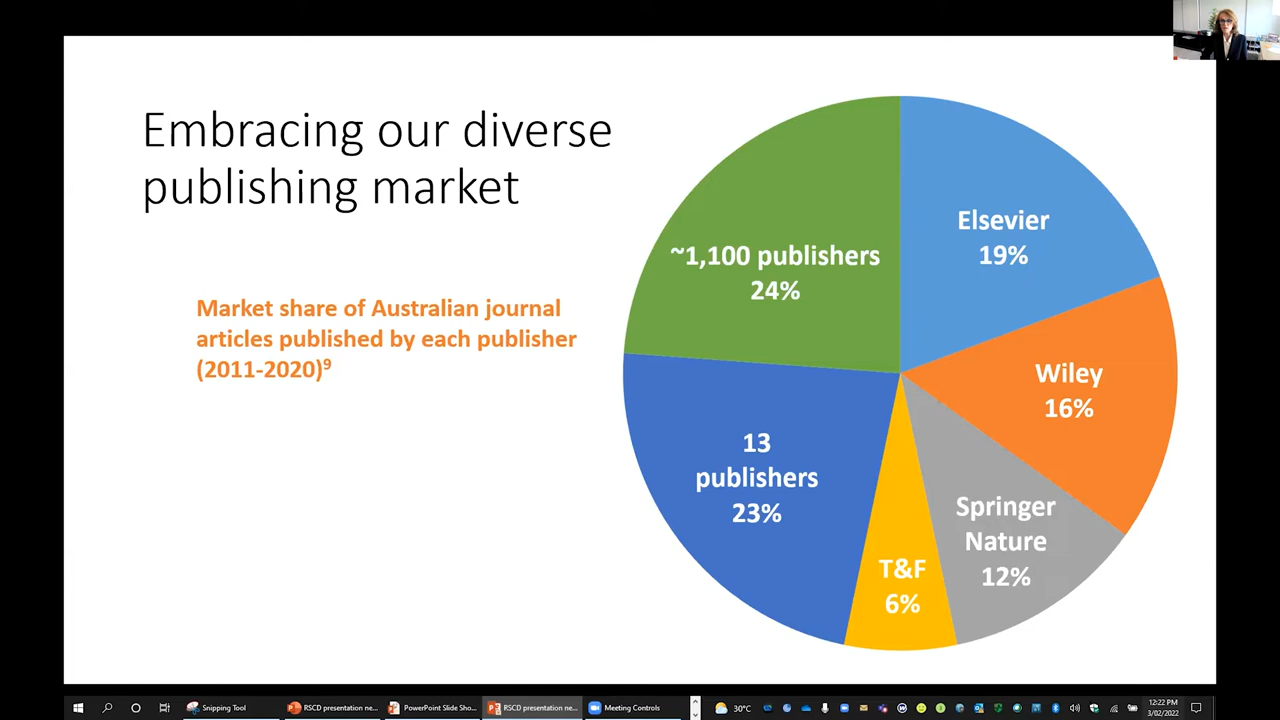 Embracing our diverse
publishing market
Market share of Australian journal
articles published by each publisher
(2011-2020)9
~1,100 publishers
24%
Elsevier
19%
Wiley
16%
13
publishers
23%
Springer
Nature
12%
T&F
6%
Snipping Tool
RSCD presentation ne...
PowerPoint Slide Sho...
RSCD presentation ne...
Meeting Controls
30°C
12:22 PM
3/02/2022